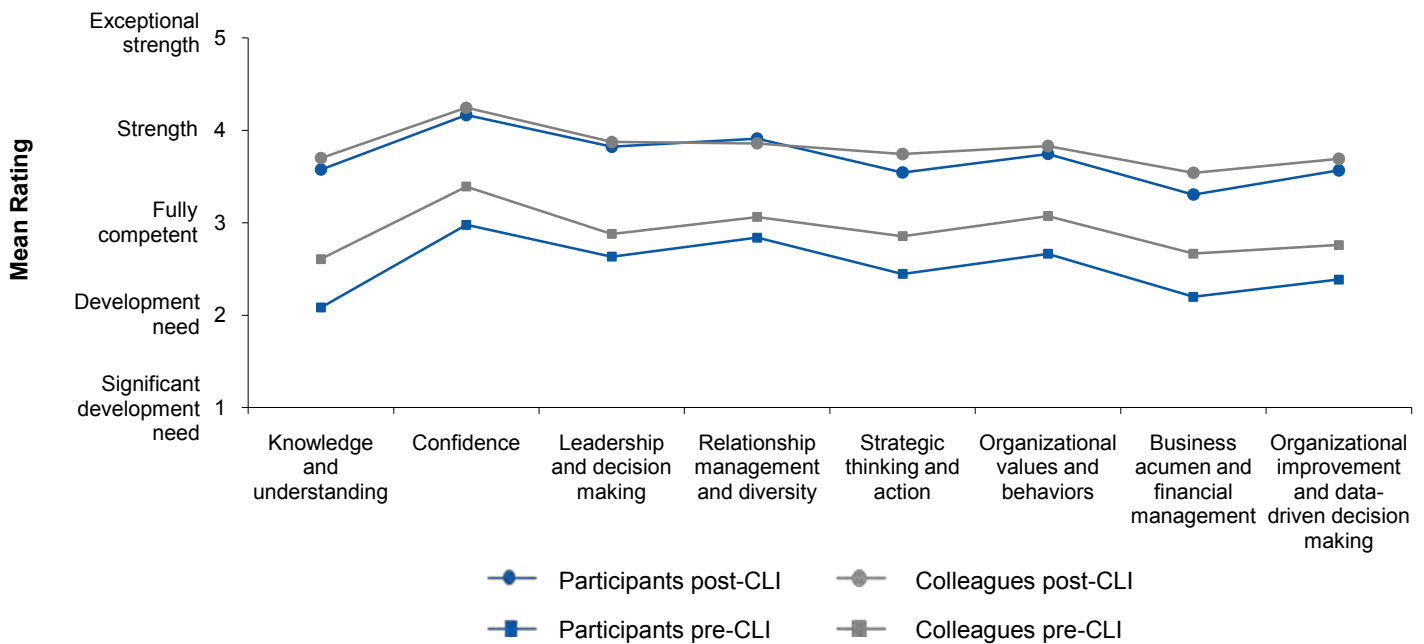 Exceptional
strength
5
Strength
4
Mean Rating
Fully
competent
3
Development
need
2
Significant
development
need
1
Knowledge
and
understanding
Confidence
Leadership
and decision
making
Relationship
management
and diversity
Strategic
thinking and
action
Organizational
values and
behaviors
Business
acumen and
financial
management
Organizational
improvement
and data-
driven decision
making
Participants post-CLI
Colleagues post-CLI
Participants pre-CLI
Colleagues pre-CLI